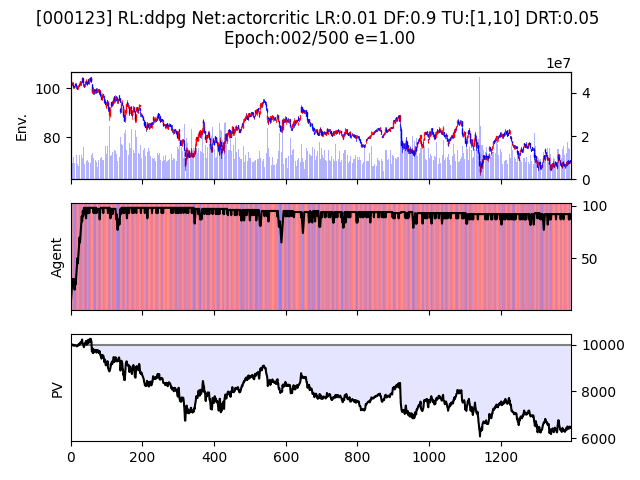 [000123] RL:ddpg Net:actorcritic LR:0.01 DF:0.9 TU:[1,10] DRT:0.05
Epoch:002/500 e=1.00
1e7
Env.
100
80
4
2
0
Agent
100
50
PV
10000
8000
6000
0 200 400 600 800 1000 1200